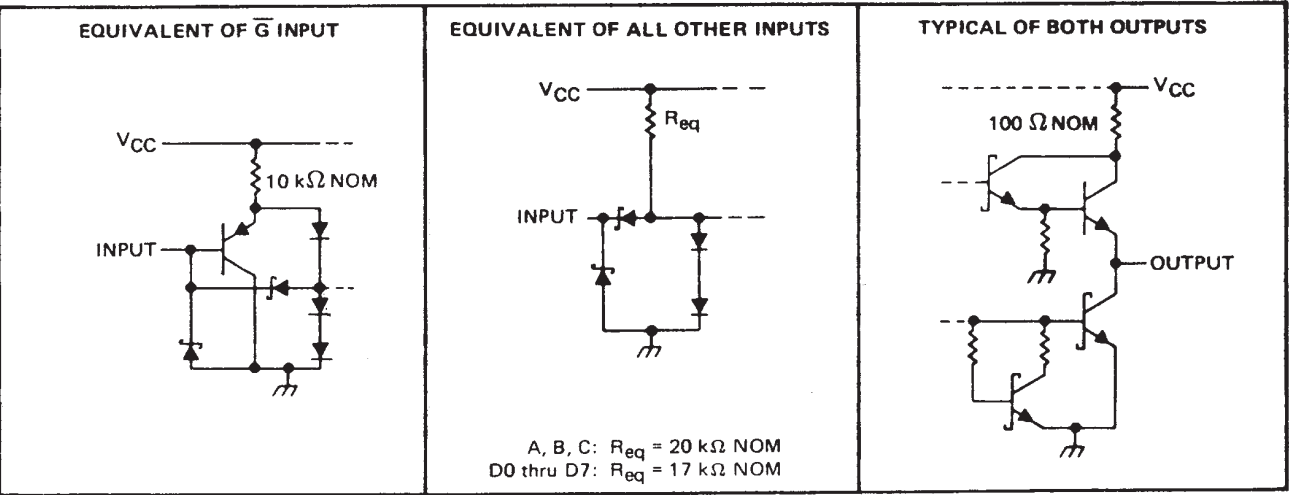 EQUIVALENT OF G̅ INPUT
VCC
10 kΩ NOM
INPUT
EQUIVALENT OF ALL OTHER INPUTS
VCC
Req
INPUT
A, B, C: Req = 20 kΩ NOM
D0 thru D7: Req = 17 kΩ NOM
TYPICAL OF BOTH OUTPUTS
VCC
100 Ω NOM
OUTPUT